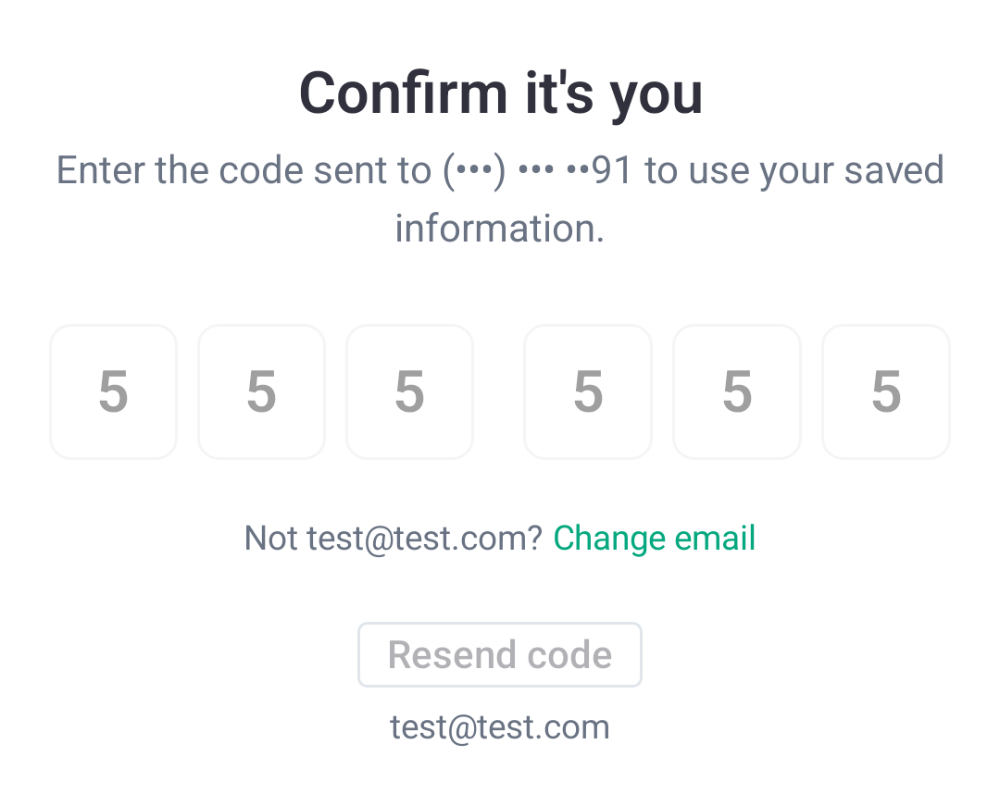 Confirm it's you
Enter the code sent to (•••) ••• ••91 to use your saved
information.
5 5 5 5 5 5
Not test@test.com? Change email
Resend code
test@test.com